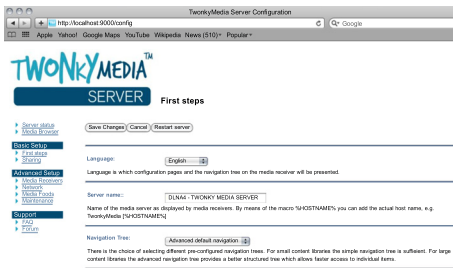 TwonkyMedia Server Configuration
http://localhost:9000/config
Google
Apple Yahoo! Google Maps YouTube Wikipedia News (510) Popular
TWONKYMEDIA™
SERVER
First steps
Server status
Media Browser
Save Changes Cancel Restart server
Basic Setup
First steps
Sharing
Advanced Setup
Media Receivers
Network
Media Feeds
Maintenance
Support
FAQ
Forum
Language:
English
Language is which configuration pages and the navigation tree on the media receiver will be presented.
Server name::
DLNA4 - TWONKY MEDIA SERVER
Name of the media server as displayed by media receivers. By means of the macro %HOSTNAME% you can add the actual host name, e.g.
TwonkyMedia [%HOSTNAME%]
Navigation Tree:
Advanced default navigation
There is the choice of selecting different pre-configured navigation trees. For small content libraries the simple navigation tree is suffieient. For large
content libraries the advanced navigation tree provides a better structured tree which allows faster access to individual items.